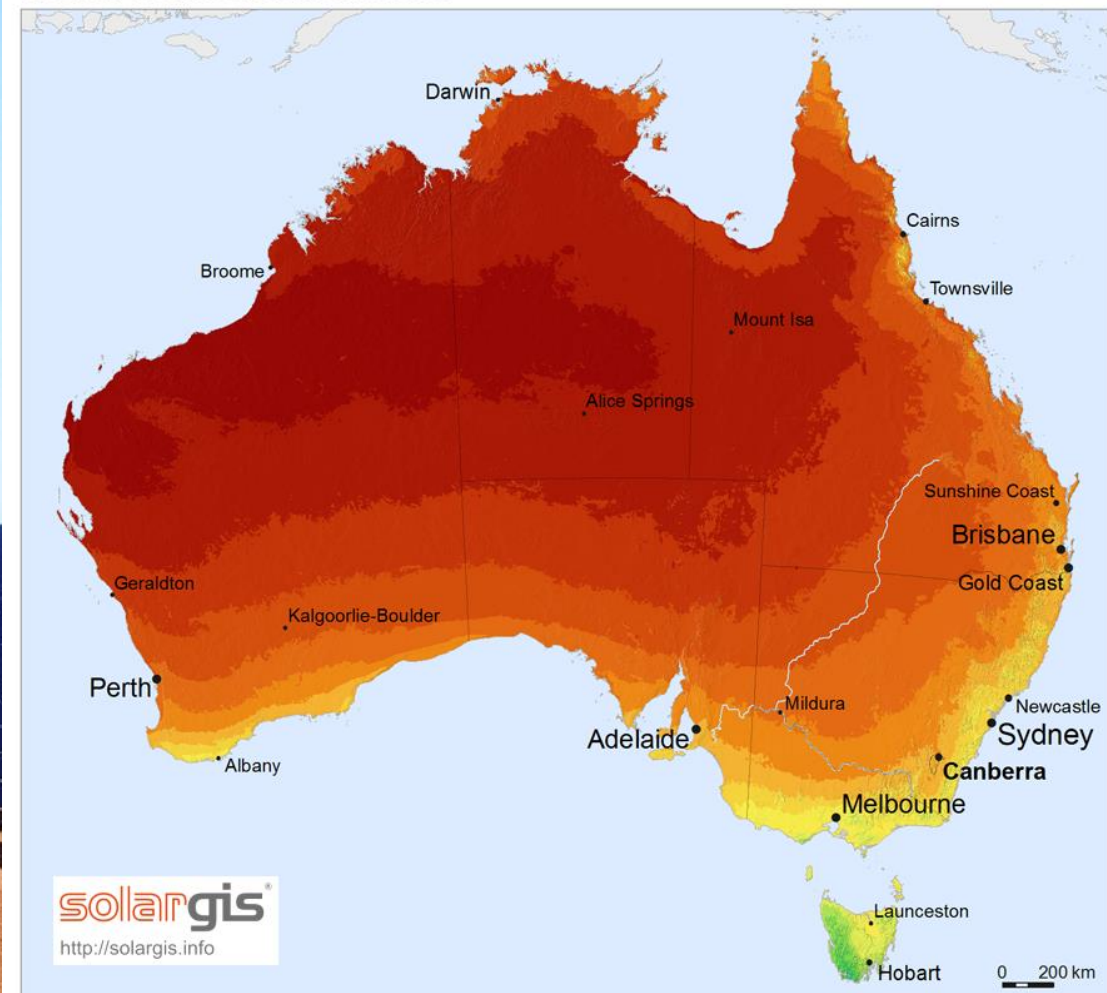 Darwin
Cairns
Broome
Townsville
Mount Isa
Alice Springs
Sunshine Coast
Brisbane
Gold Coast
Geraldton
Kalgoorlie-Boulder
Perth
Newcastle
Mildura
Sydney
Adelaide
Albany
Canberra
Melbourne
solargis®
http://solargis.info
Launceston
Hobart
0 200 km